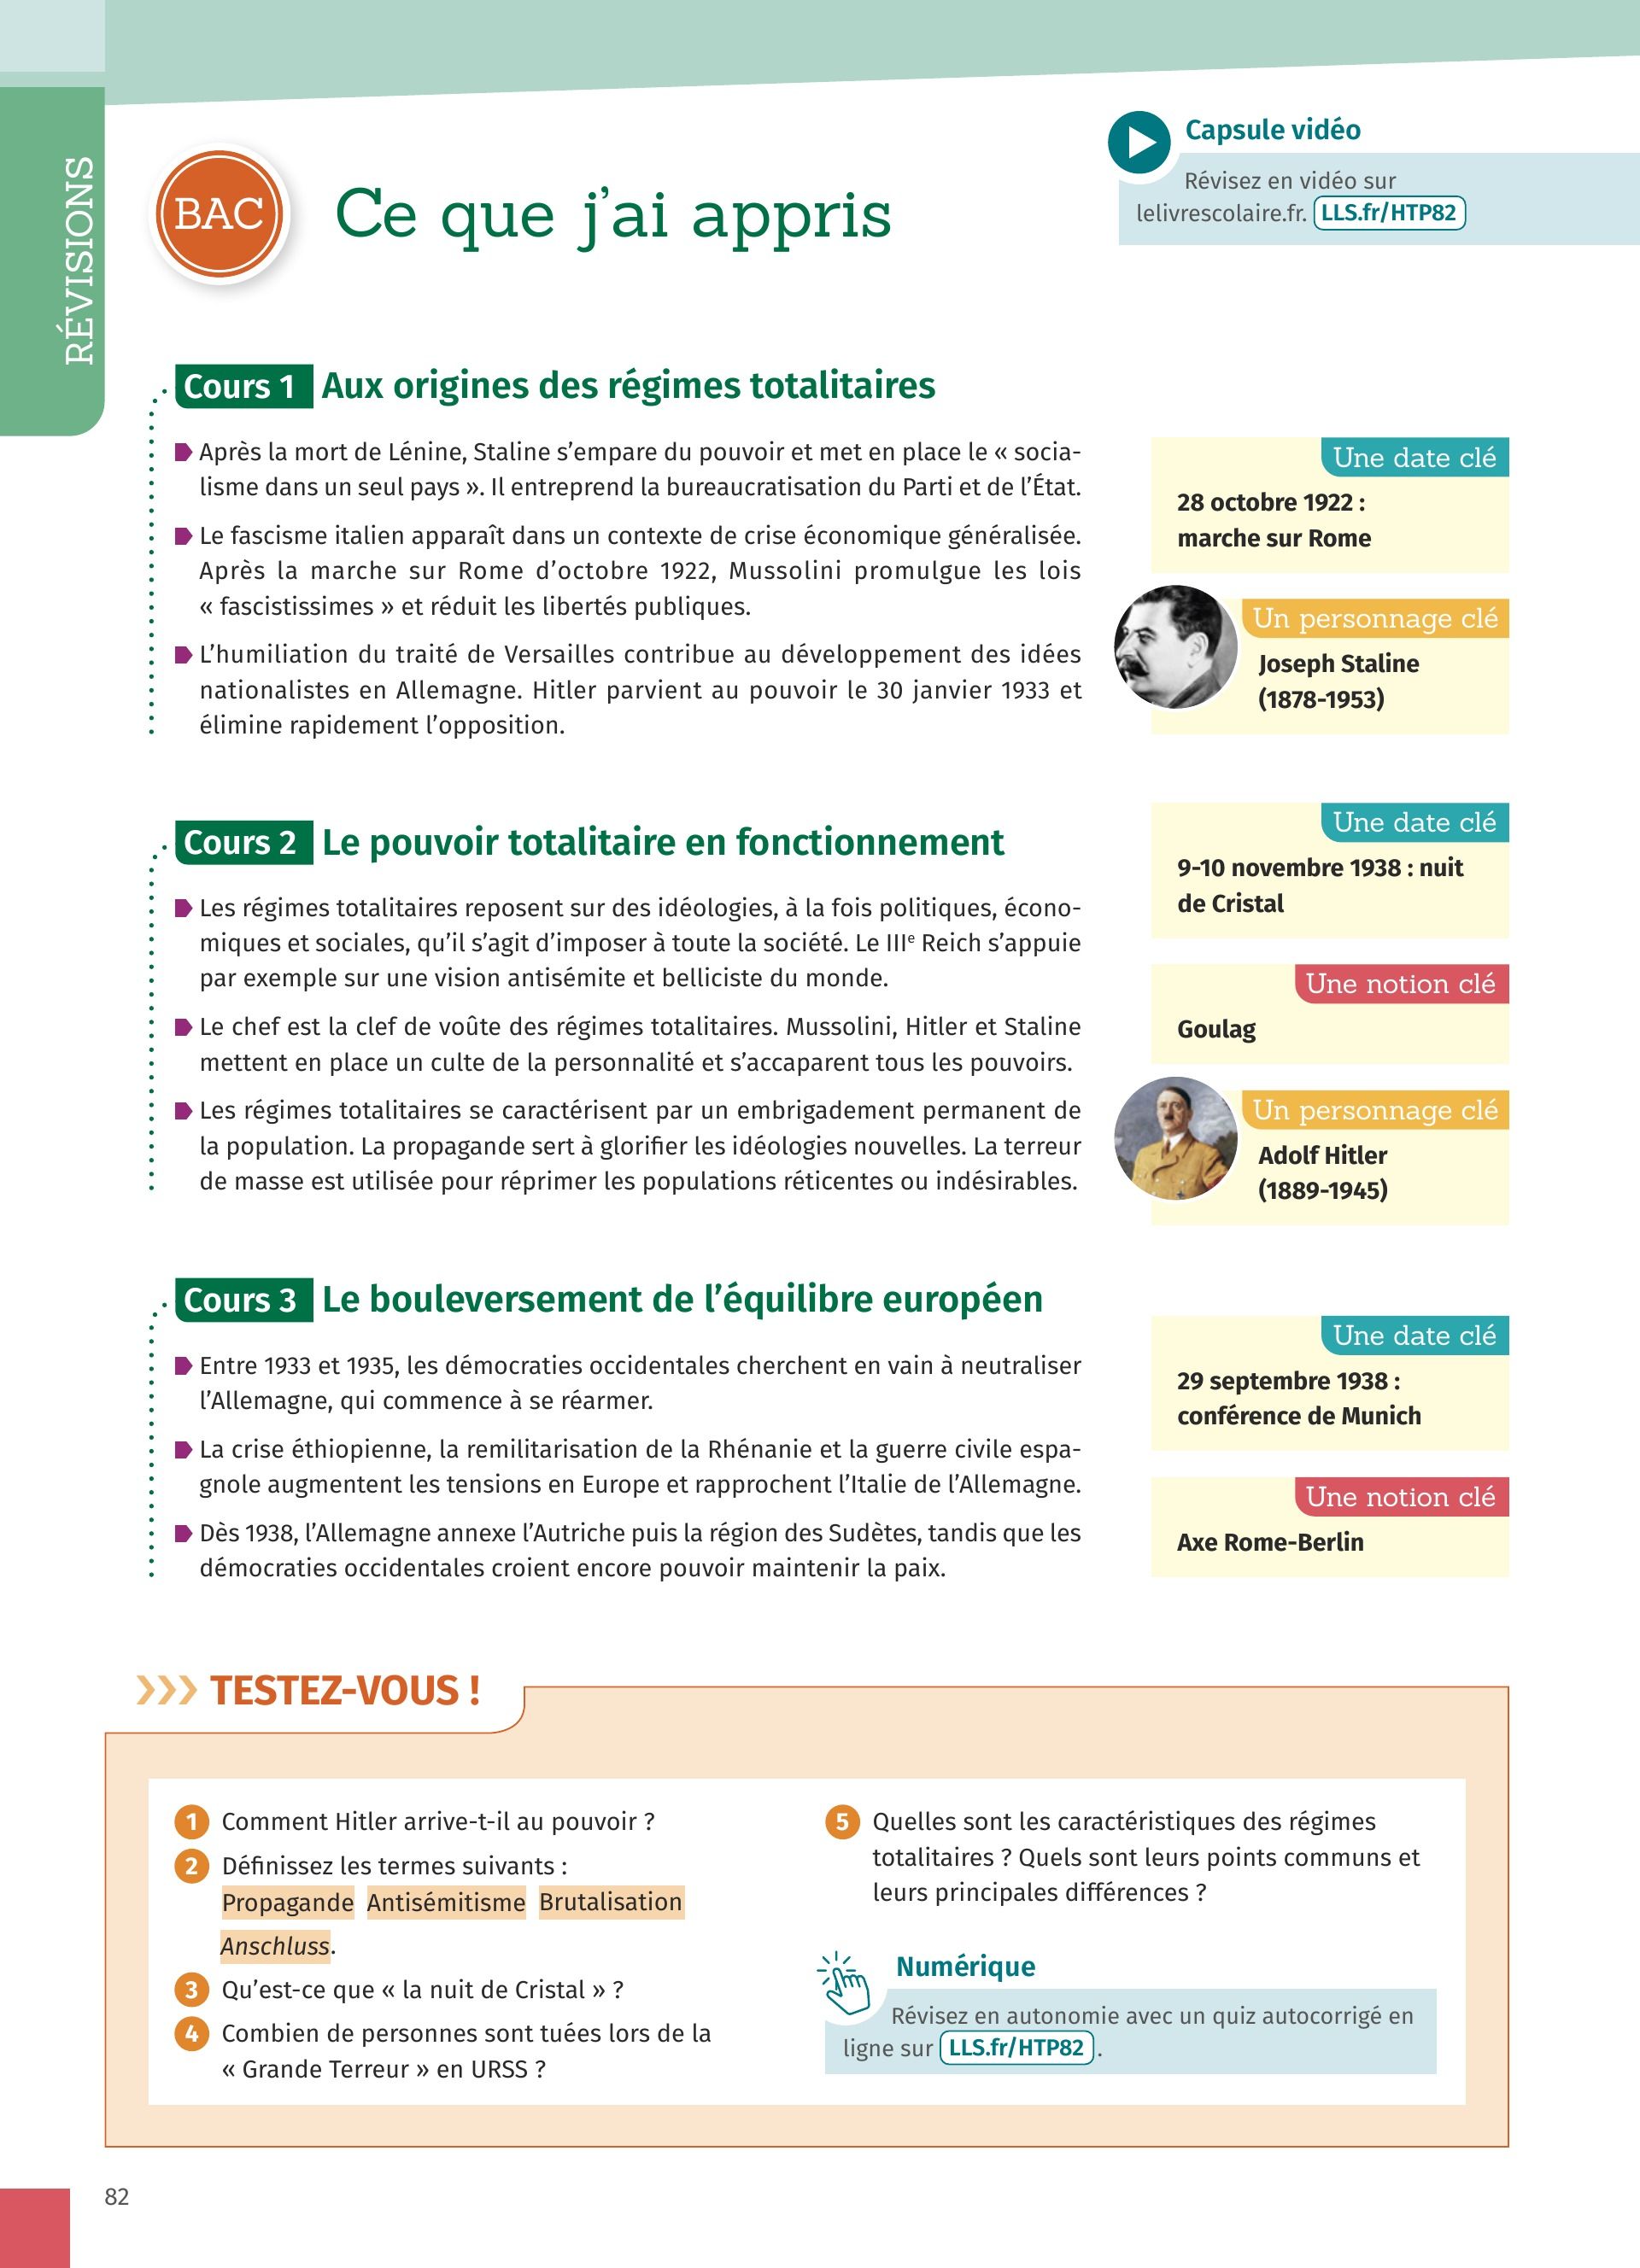 RÉVISIONS
BAC
Ce que j’ai appris
Capsule vidéo
Révisez en vidéo sur
lelivrescolaire.fr. LLS.fr/HTP82
Cours 1 Aux origines des régimes totalitaires
Après la mort de Lénine, Staline s’empare du pouvoir et met en place le « socia-
lisme dans un seul pays ». Il entreprend la bureaucratisation du Parti et de l’État.
Le fascisme italien apparaît dans un contexte de crise économique généralisée.
Après la marche sur Rome d’octobre 1922, Mussolini promulgue les lois
« fascistissimes » et réduit les libertés publiques.
L’humiliation du traité de Versailles contribue au développement des idées
nationalistes en Allemagne. Hitler parvient au pouvoir le 30 janvier 1933 et
élimine rapidement l’opposition.
Une date clé
28 octobre 1922 :
marche sur Rome
Un personnage clé
Joseph Staline
(1878-1953)
Cours 2 Le pouvoir totalitaire en fonctionnement
Les régimes totalitaires reposent sur des idéologies, à la fois politiques, écono-
miques et sociales, qu’il s’agit d’imposer à toute la société. Le IIIe Reich s’appuie
par exemple sur une vision antisémite et belliciste du monde.
Le chef est la clef de voûte des régimes totalitaires. Mussolini, Hitler et Staline
mettent en place un culte de la personnalité et s’accaparent tous les pouvoirs.
Les régimes totalitaires se caractérisent par un embrigadement permanent de
la population. La propagande sert à glorifier les idéologies nouvelles. La terreur
de masse est utilisée pour réprimer les populations réticentes ou indésirables.
Une date clé
9-10 novembre 1938 : nuit
de Cristal
Une notion clé
Goulag
Un personnage clé
Adolf Hitler
(1889-1945)
Cours 3 Le bouleversement de l’équilibre européen
Entre 1933 et 1935, les démocraties occidentales cherchent en vain à neutraliser
l’Allemagne, qui commence à se réarmer.
La crise éthiopienne, la remilitarisation de la Rhénanie et la guerre civile espa-
gnole augmentent les tensions en Europe et rapprochent l’Italie de l’Allemagne.
Dès 1938, l’Allemagne annexe l’Autriche puis la région des Sudètes, tandis que les
démocraties occidentales croient encore pouvoir maintenir la paix.
Une date clé
29 septembre 1938 :
conférence de Munich
Une notion clé
Axe Rome-Berlin
TESTEZ-VOUS !
1 Comment Hitler arrive-t-il au pouvoir ?
2 Définissez les termes suivants :
Propagande Antisémitisme Brutalisation
Anschluss.
3 Qu’est-ce que « la nuit de Cristal » ?
4 Combien de personnes sont tuées lors de la
« Grande Terreur » en URSS ?
5 Quelles sont les caractéristiques des régimes
totalitaires ? Quels sont leurs points communs et
leurs principales différences ?
Numérique
Révisez en autonomie avec un quiz autocorrigé en
ligne sur LLS.fr/HTP82.
82